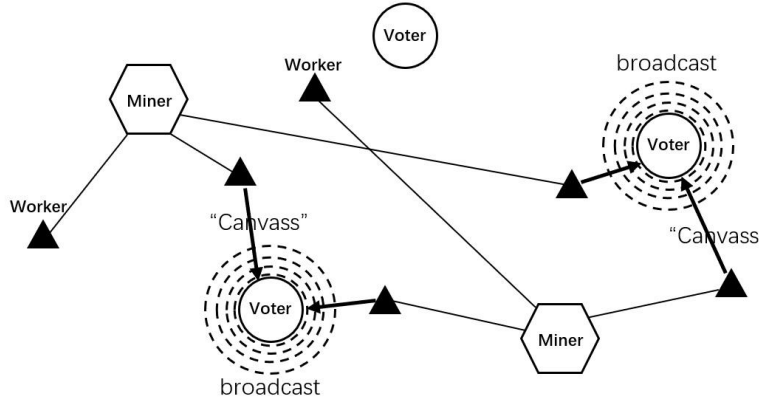 Voter
Worker
broadcast
Miner
Voter
Worker
“Canvass”
“Canvass
Voter
Miner
broadcast